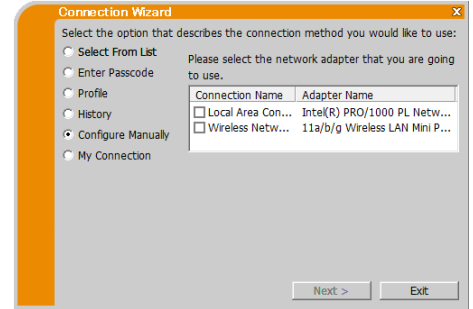 Connection Wizard
x
Select the option that describes the connection method you would like to use:
Select From List
Enter Passcode
Profile
History
Configure Manually
My Connection
Please select the network adapter that you are going
to use.
Connection Name Adapter Name
Local Area Con... Intel(R) PRO/1000 PL Netw...
Wireless Netw... 11a/b/g Wireless LAN Mini P...
Next > Exit